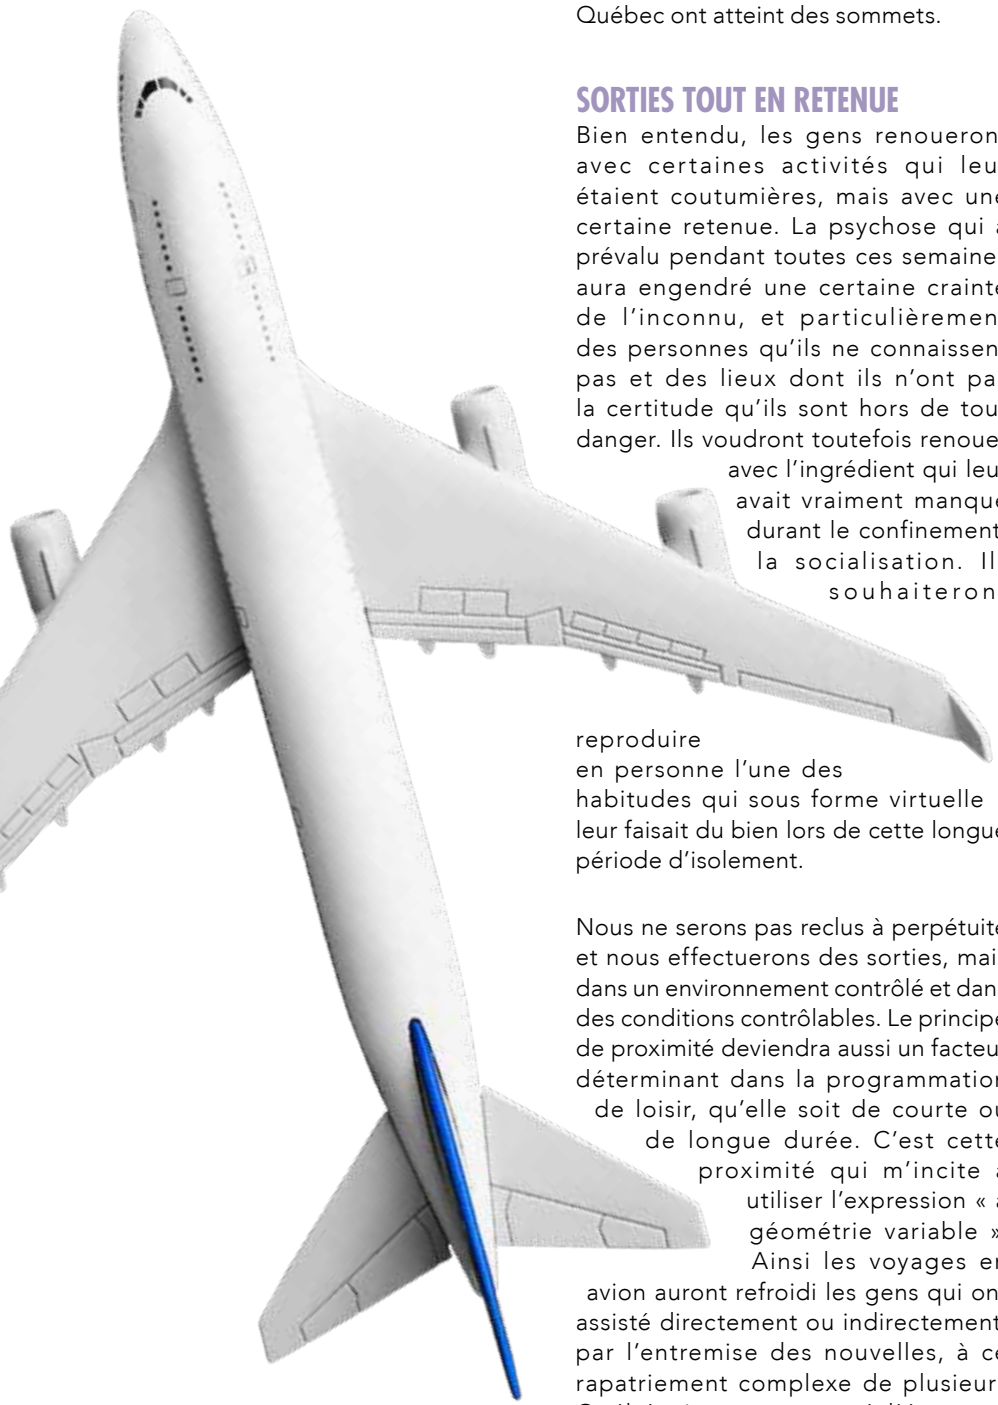 Québec ont atteint des sommets.
SORTIES TOUT EN RETENUE
Bien entendu, les gens renoueron
avec certaines activités qui leu
étaient coutumières, mais avec une
certaine retenue. La psychose qui a
prévalu pendant toutes ces semaine
aura engendré une certaine crainte
de l'inconnu, et particulièremen
des personnes qu'ils ne connaissen
pas et des lieux dont ils n'ont pa
la certitude qu'ils sont hors de tou
danger. Ils voudront toutefois renoue
avec l'ingrédient qui leu
avait vraiment manqué
durant le confinement
la socialisation. Il
souhaiteron
reproduire
en personne l'une des
habitudes qui sous forme virtuelle
leur faisait du bien lors de cette longue
période d'isolement.
Nous ne serons pas reclus à perpétuité
et nous effectuerons des sorties, mai
dans un environnement contrôlé et dan
des conditions contrôlables. Le principe
de proximité deviendra aussi un facteu
déterminant dans la programmation
de loisir, qu'elle soit de courte ou
de longue durée. C'est cette
proximité qui m'incite à
utiliser l'expression « à
géométrie variable »
Ainsi les voyages en
avion auront refroidi les gens qui on
assisté directement ou indirectement
par l'entremise des nouvelles, à ce
rapatriement complexe de plusieur